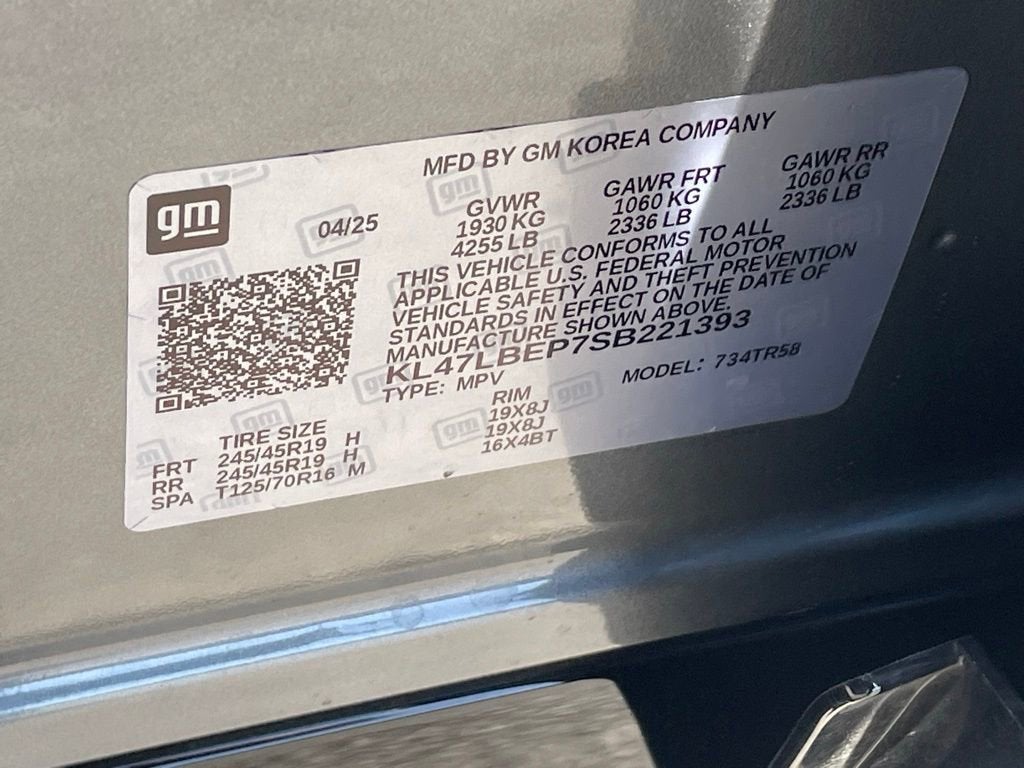 MFD BY GM KOREA COMPANY
gm
04/25
GVWR
1930 KG
4255 LB
GAWR FRT
1060 KG
2336 LB
GAWR RR
1060 KG
2336 LB
THIS VEHICLE CONFORMS TO ALL
APPLICABLE U.S. FEDERAL MOTOR
VEHICLE SAFETY AND THEFT PREVENTION
STANDARDS IN EFFECT ON THE DATE OF
MANUFACTURE SHOWN ABOVE.
KL47LBEP7SB221393
TYPE: MPV
MODEL: 734TR58
TIRE SIZE RIM
FRT 245/45R19 H 19X8J
RR 245/45R19 H 19X8J
SPA T125/70R16 M 16X4BT